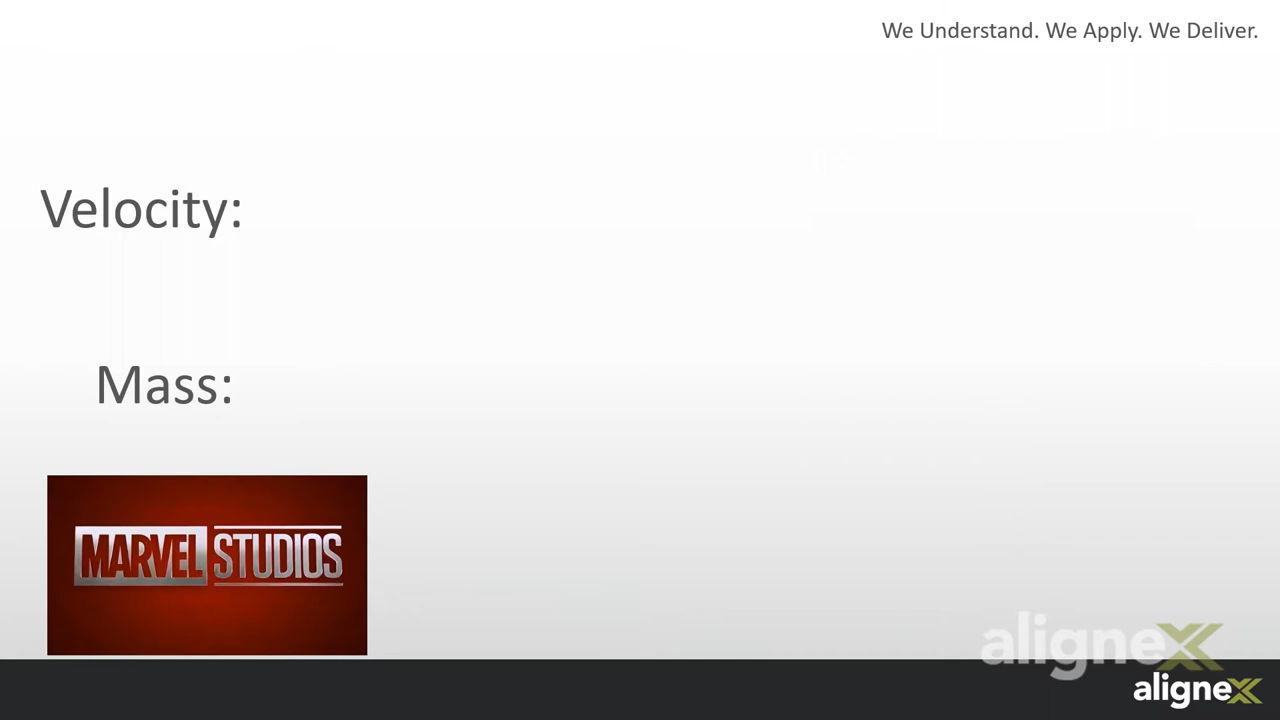 We Understand. We Apply. We Deliver.
Velocity:
Mass:
MARVEL STUDIOS
alignex
alignex